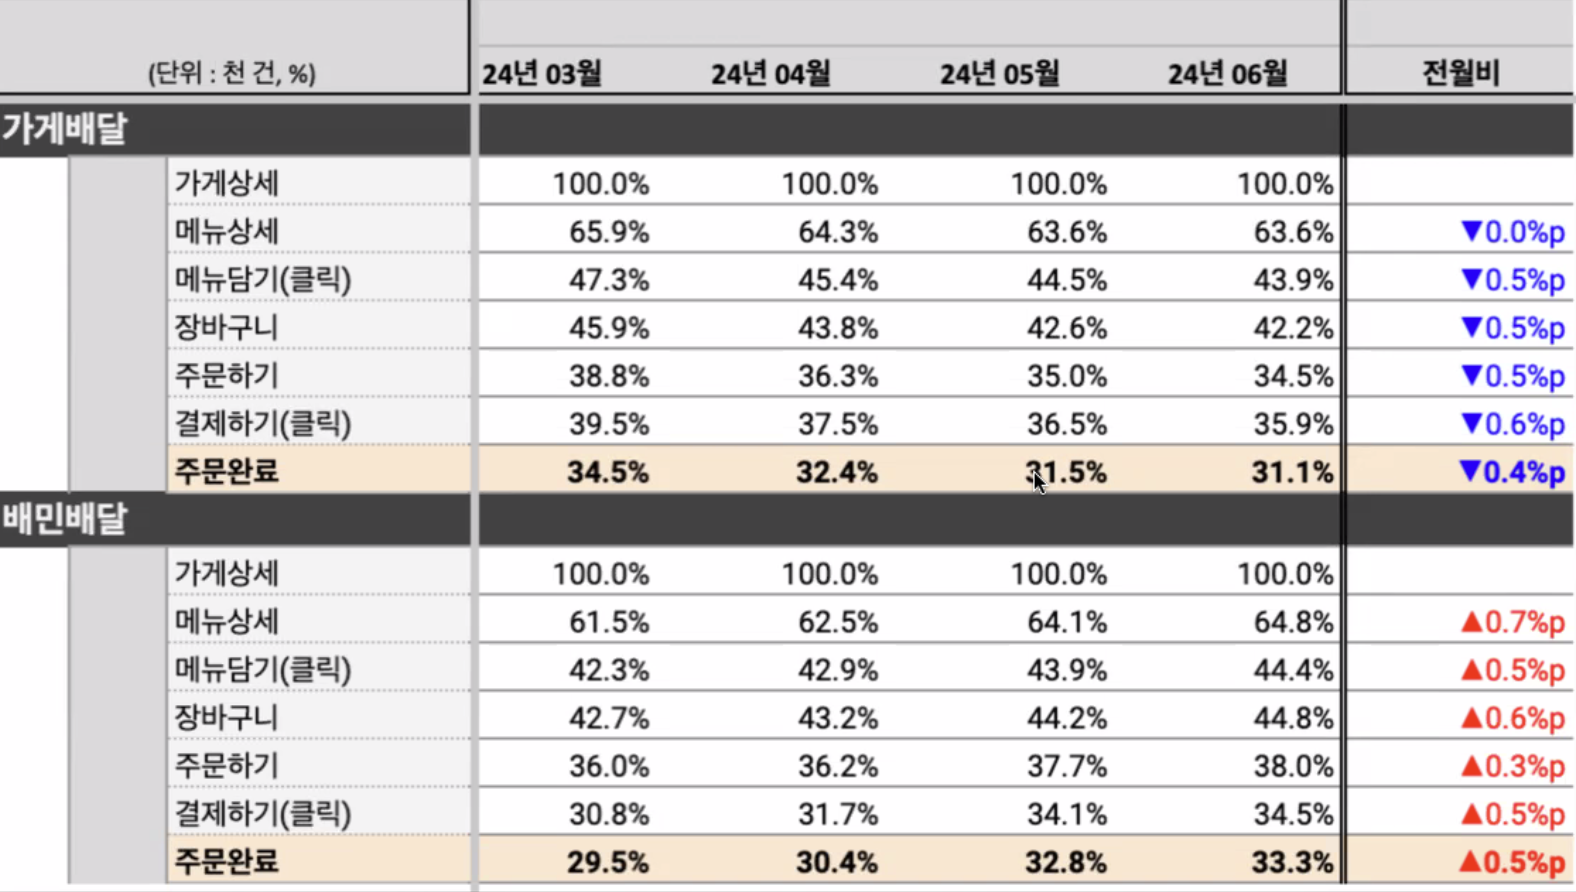 (단위 : 천 건, %) 24년 03월 24년 04월 24년 05월 24년 06월 전월비
가게배달
가게상세 100.0% 100.0% 100.0% 100.0%
메뉴상세 65.9% 64.3% 63.6% 63.6% ▼0.0%p
메뉴담기(클릭) 47.3% 45.4% 44.5% 43.9% ▼0.5%p
장바구니 45.9% 43.8% 42.6% 42.2% ▼0.5%p
주문하기 38.8% 36.3% 35.0% 34.5% ▼0.5%p
결제하기(클릭) 39.5% 37.5% 36.5% 35.9% ▼0.6%p
주문완료 34.5% 32.4% 31.5% 31.1% ▼0.4%p
배민배달
가게상세 100.0% 100.0% 100.0% 100.0%
메뉴상세 61.5% 62.5% 64.1% 64.8% ▲0.7%p
메뉴담기(클릭) 42.3% 42.9% 43.9% 44.4% ▲0.5%p
장바구니 42.7% 43.2% 44.2% 44.8% ▲0.6%p
주문하기 36.0% 36.2% 37.7% 38.0% ▲0.3%p
결제하기(클릭) 30.8% 31.7% 34.1% 34.5% ▲0.5%p
주문완료 29.5% 30.4% 32.8% 33.3% ▲0.5%p